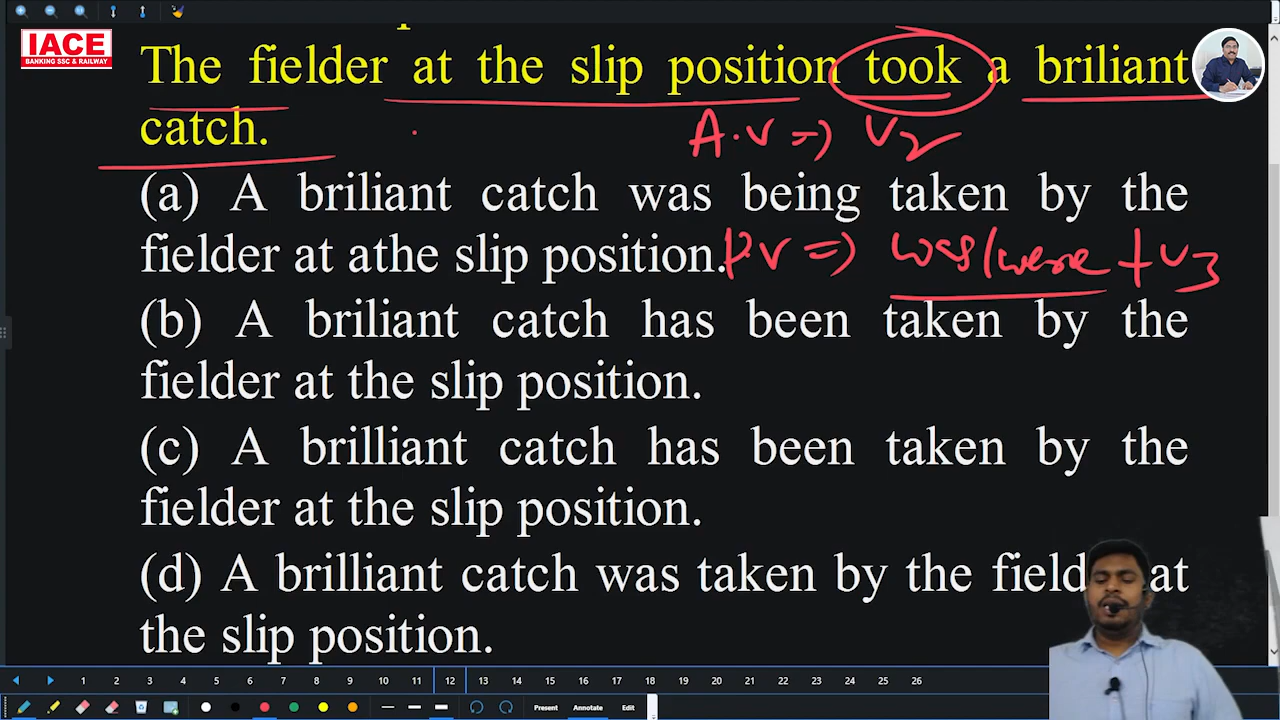 IACE
BANKING SSC & RAILWAY
The fielder at the slip position took a briliant
catch.
A.V => V2
(a) A briliant catch was being taken by the
fielder at athe slip position.
P.V => was/were + V3
(b) A briliant catch has been taken by the
fielder at the slip position.
(c) A brilliant catch has been taken by the
fielder at the slip position.
(d) A brilliant catch was taken by the field at
the slip position.
1 2 3 4 5 6 7 8 9 10 11 12 13 14 15 16 17 18 19 20 21 22 23 24 25 26
Present Annotate Edit